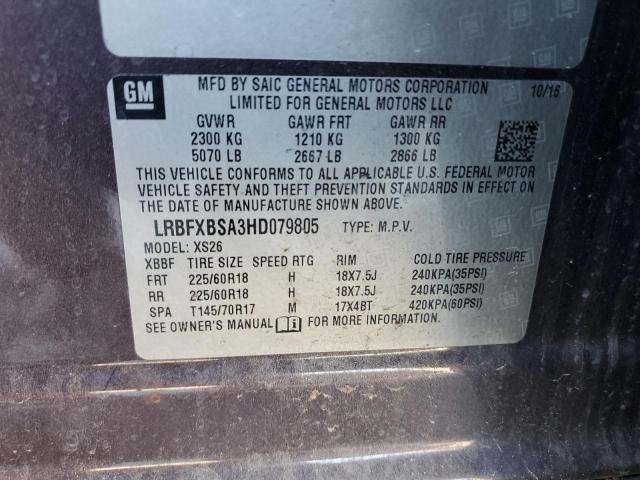 GM
MFD BY SAIC GENERAL MOTORS CORPORATION 10/16
LIMITED FOR GENERAL MOTORS LLC
GVWR GAWR FRT GAWR RR
2300 KG 1210 KG 1300 KG
5070 LB 2667 LB 2866 LB
THIS VEHICLE CONFORMS TO ALL APPLICABLE U.S. FEDERAL MOTOR
VEHICLE SAFETY AND THEFT PREVENTION STANDARDS IN EFFECT ON
THE DATE OF MANUFACTURE SHOWN ABOVE.
LRBFXBSA3HD079805 TYPE: M.P.V.
MODEL: XS26
XBBF TIRE SIZE SPEED RTG RIM COLD TIRE PRESSURE
FRT 225/60R18 H 18X7.5J 240KPA(35PSI)
RR 225/60R18 H 18X7.5J 240KPA(35PSI)
SPA T145/70R17 M 17X4BT 420KPA(60PSI)
SEE OWNER'S MANUAL FOR MORE INFORMATION.